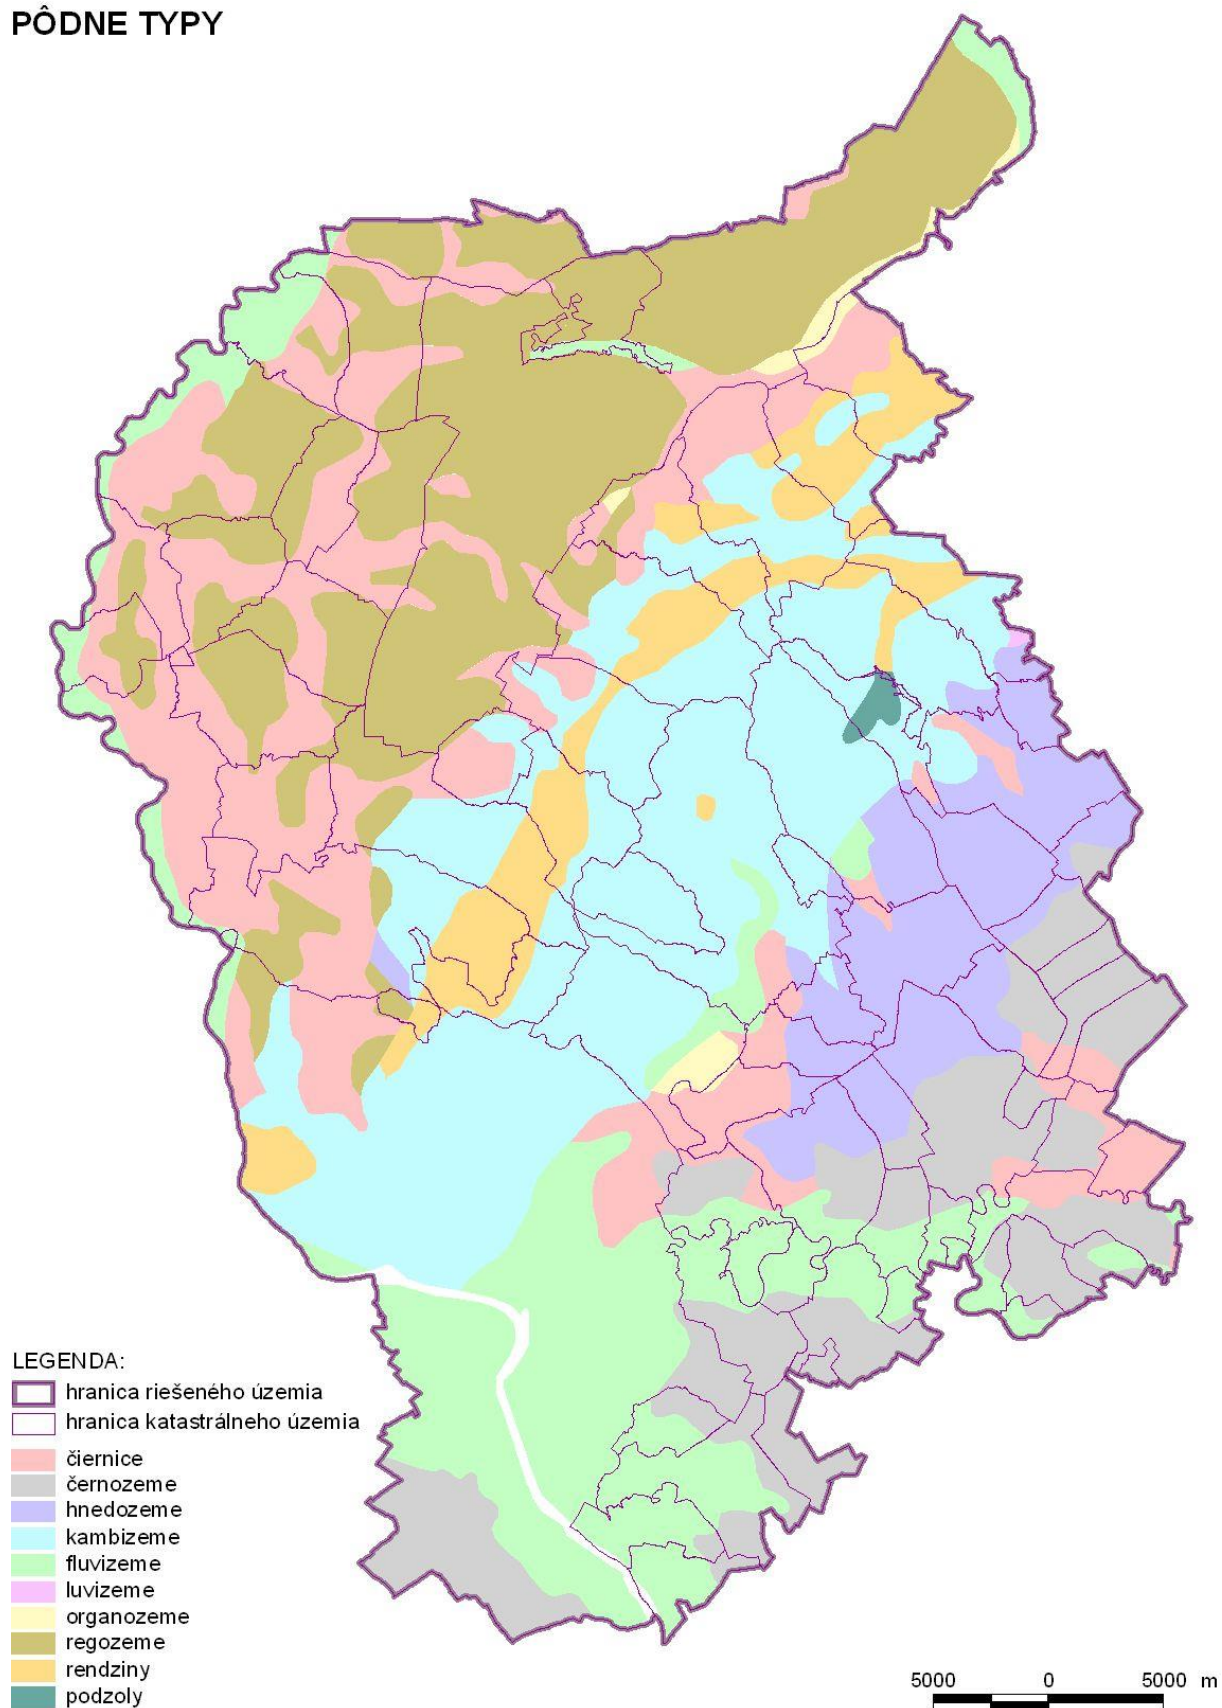 PÔDNE TYPY
LEGENDA:
hranica riešeného územia
hranica katastrálneho územia
čiernice
černozeme
hnedozeme
kambizeme
fluvizeme
luvizeme
organozeme
regozeme
rendziny
podzoly
5000 0 5000 m